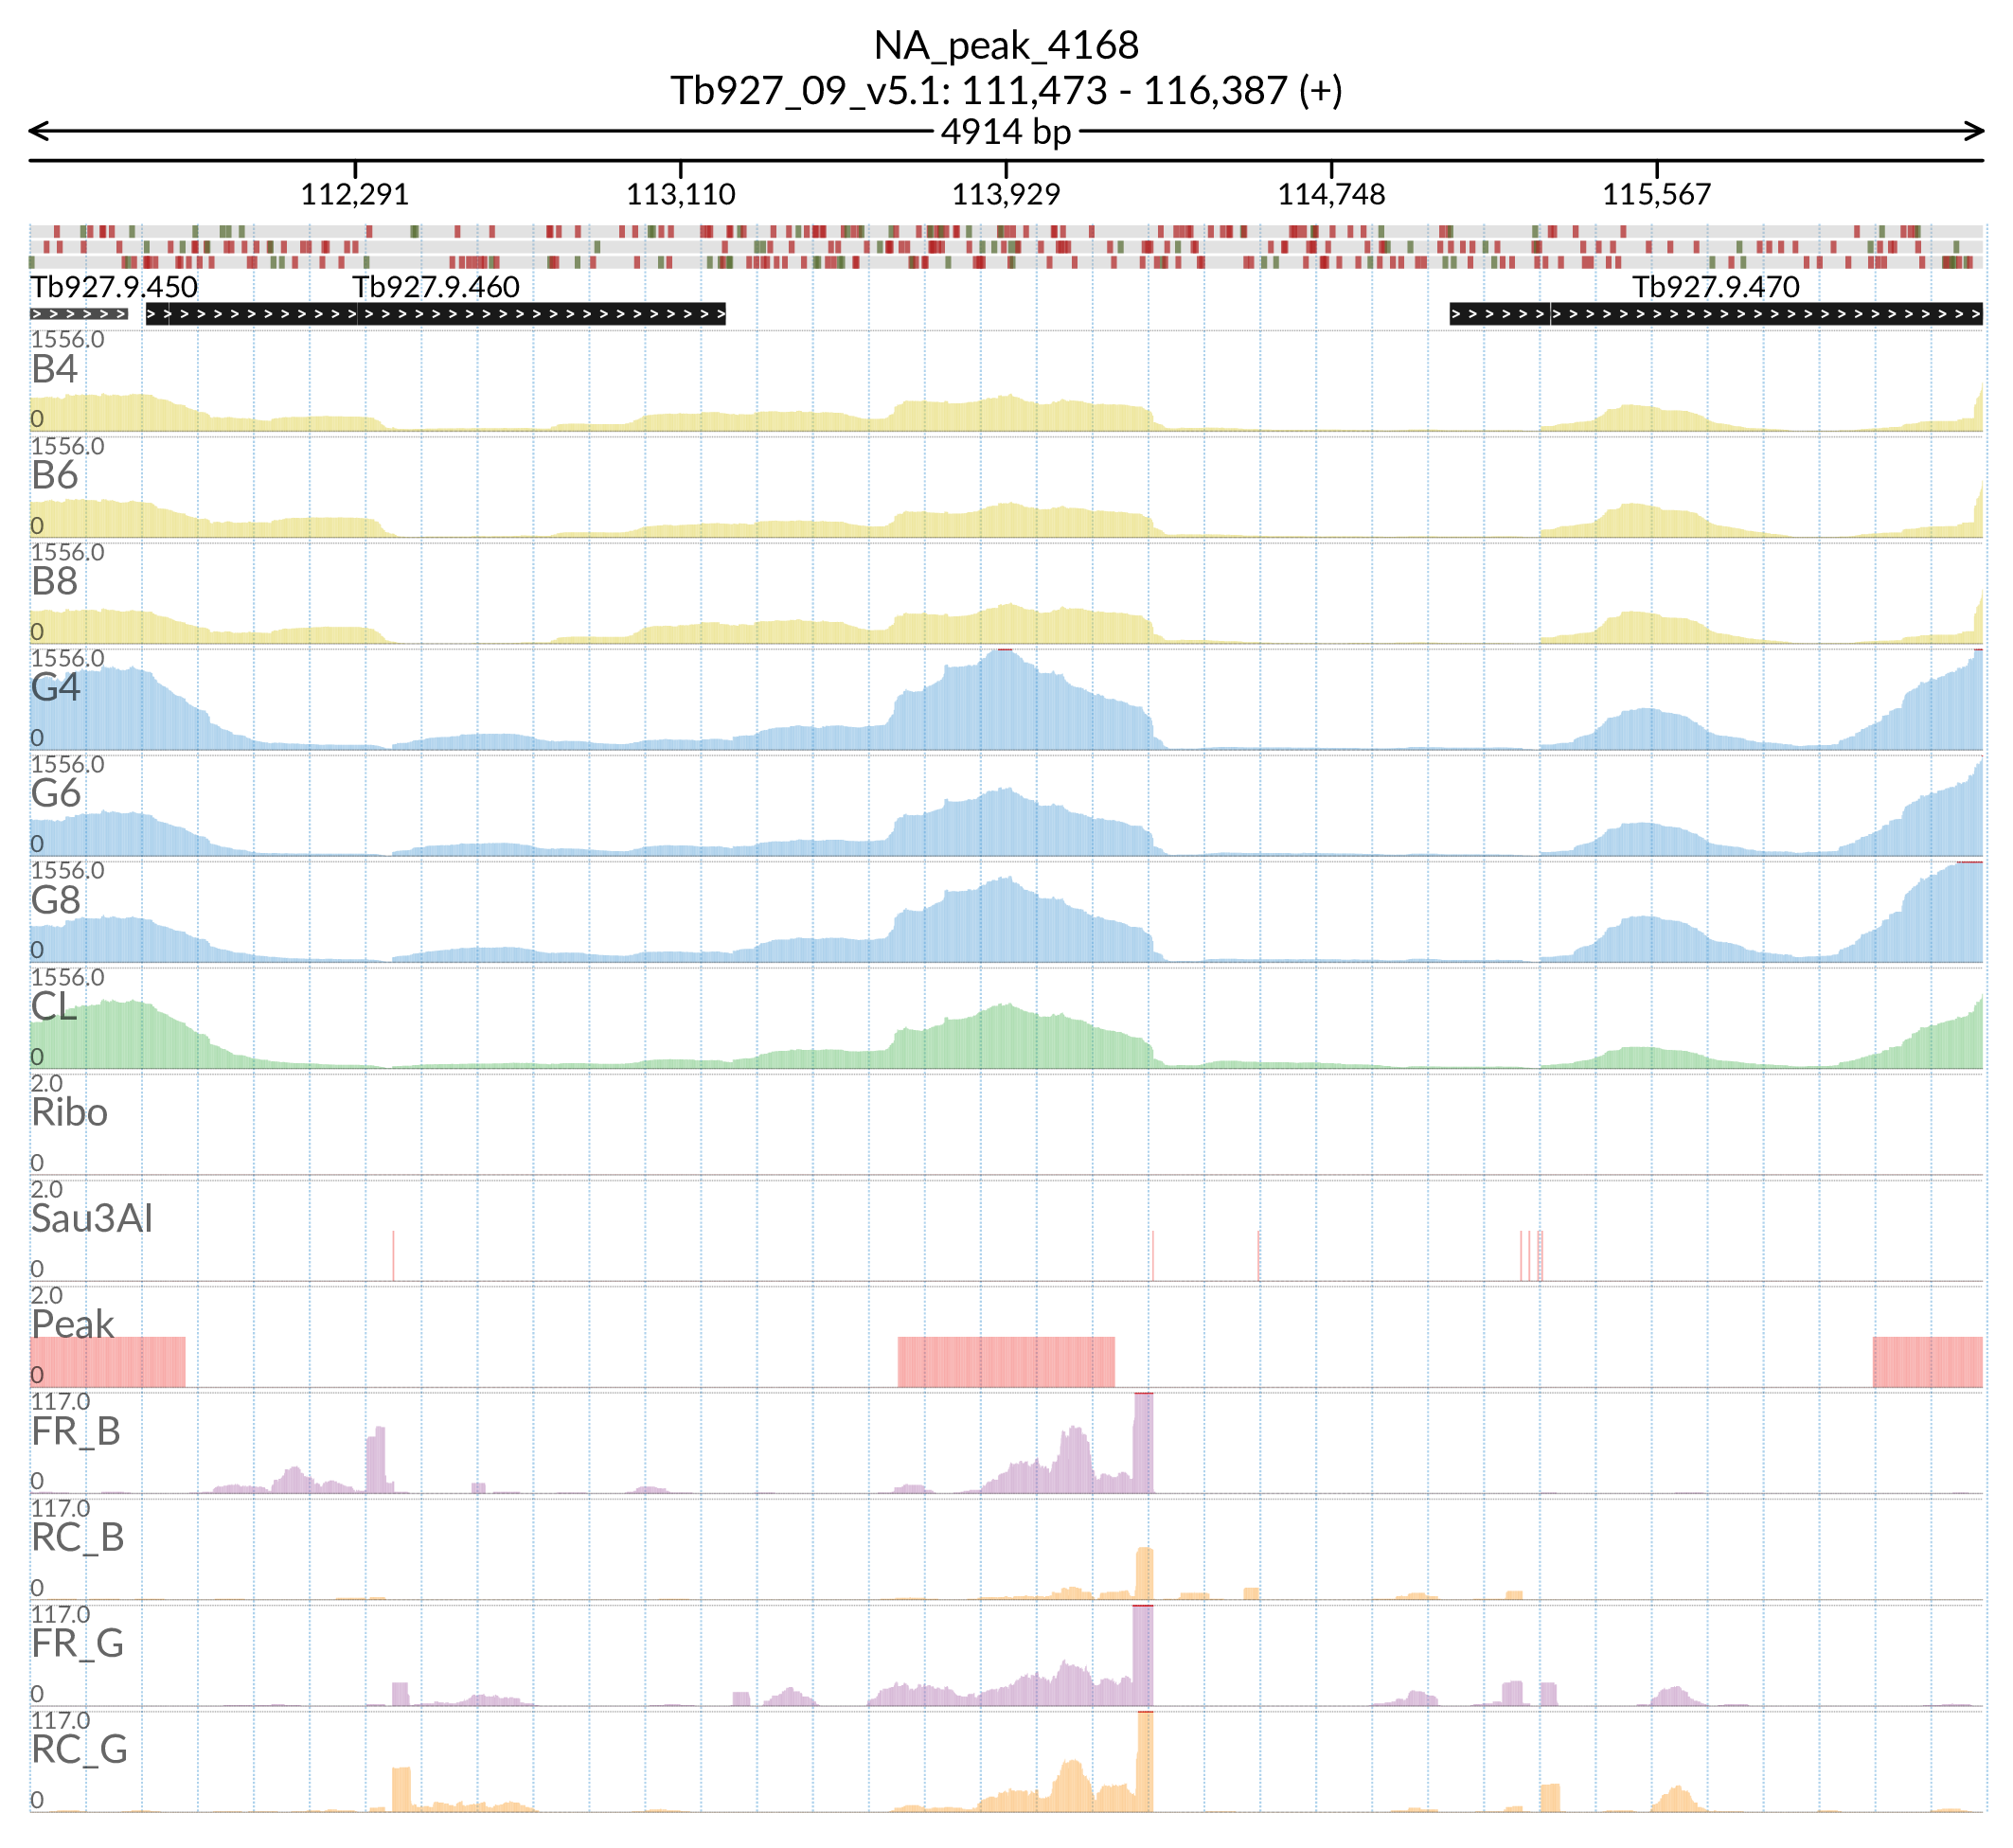 NA_peak_4168
Tb927_09_v5.1: 111,473 - 116,387 (+)
4914 bp
112,291 113,110 113,929 114,748 115,567
Tb927.9.450 Tb927.9.460 Tb927.9.470
1556.0
B4
0
1556.0
B6
0
1556.0
B8
0
1556.0
G4
0
1556.0
G6
0
1556.0
G8
0
1556.0
CL
0
2.0
Ribo
0
2.0
Sau3AI
0
2.0
Peak
0
117.0
FR_B
0
117.0
RC_B
0
117.0
FR_G
0
117.0
RC_G
0